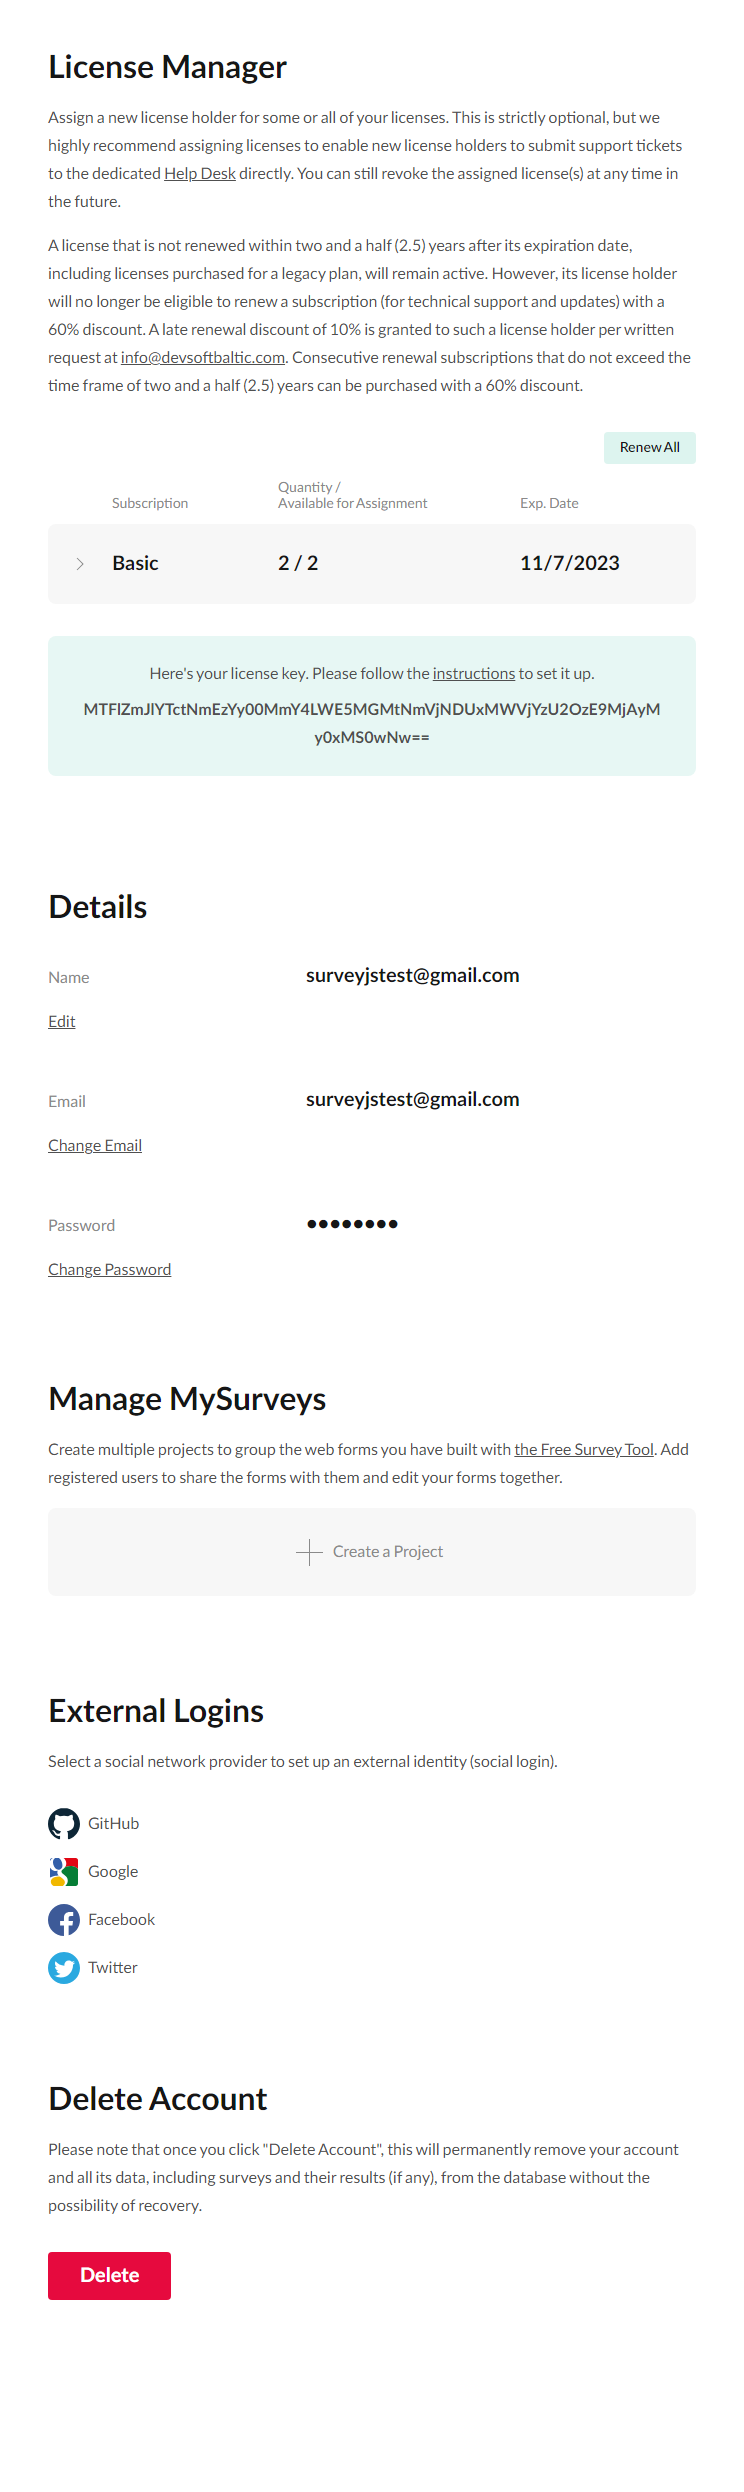 License Manager
Assign a new license holder for some or all of your licenses. This is strictly optional, but we
highly recommend assigning licenses to enable new license holders to submit support tickets
to the dedicated Help Desk directly. You can still revoke the assigned license(s) at any time in
the future.
A license that is not renewed within two and a half (2.5) years after its expiration date,
including licenses purchased for a legacy plan, will remain active. However, its license holder
will no longer be eligible to renew a subscription (for technical support and updates) with a
60% discount. A late renewal discount of 10% is granted to such a license holder per written
request at info@devsoftbaltic.com. Consecutive renewal subscriptions that do not exceed the
time frame of two and a half (2.5) years can be purchased with a 60% discount.
Renew All
Subscription
Quantity /
Available for Assignment
Exp. Date
Basic
2 / 2
11/7/2023
Here's your license key. Please follow the instructions to set it up.
MTFlZmJlYTctNmEzYy00MmY4LWE5MGMtNmVjNDUxMWVjYzU2OzE9MjAyM
y0xMS0wNw==
Details
Name
surveyjstest@gmail.com
Edit
Email
surveyjstest@gmail.com
Change Email
Password
••••••••
Change Password
Manage MySurveys
Create multiple projects to group the web forms you have built with the Free Survey Tool. Add
registered users to share the forms with them and edit your forms together.
Create a Project
External Logins
Select a social network provider to set up an external identity (social login).
GitHub
Google
Facebook
Twitter
Delete Account
Please note that once you click "Delete Account", this will permanently remove your account
and all its data, including surveys and their results (if any), from the database without the
possibility of recovery.
Delete